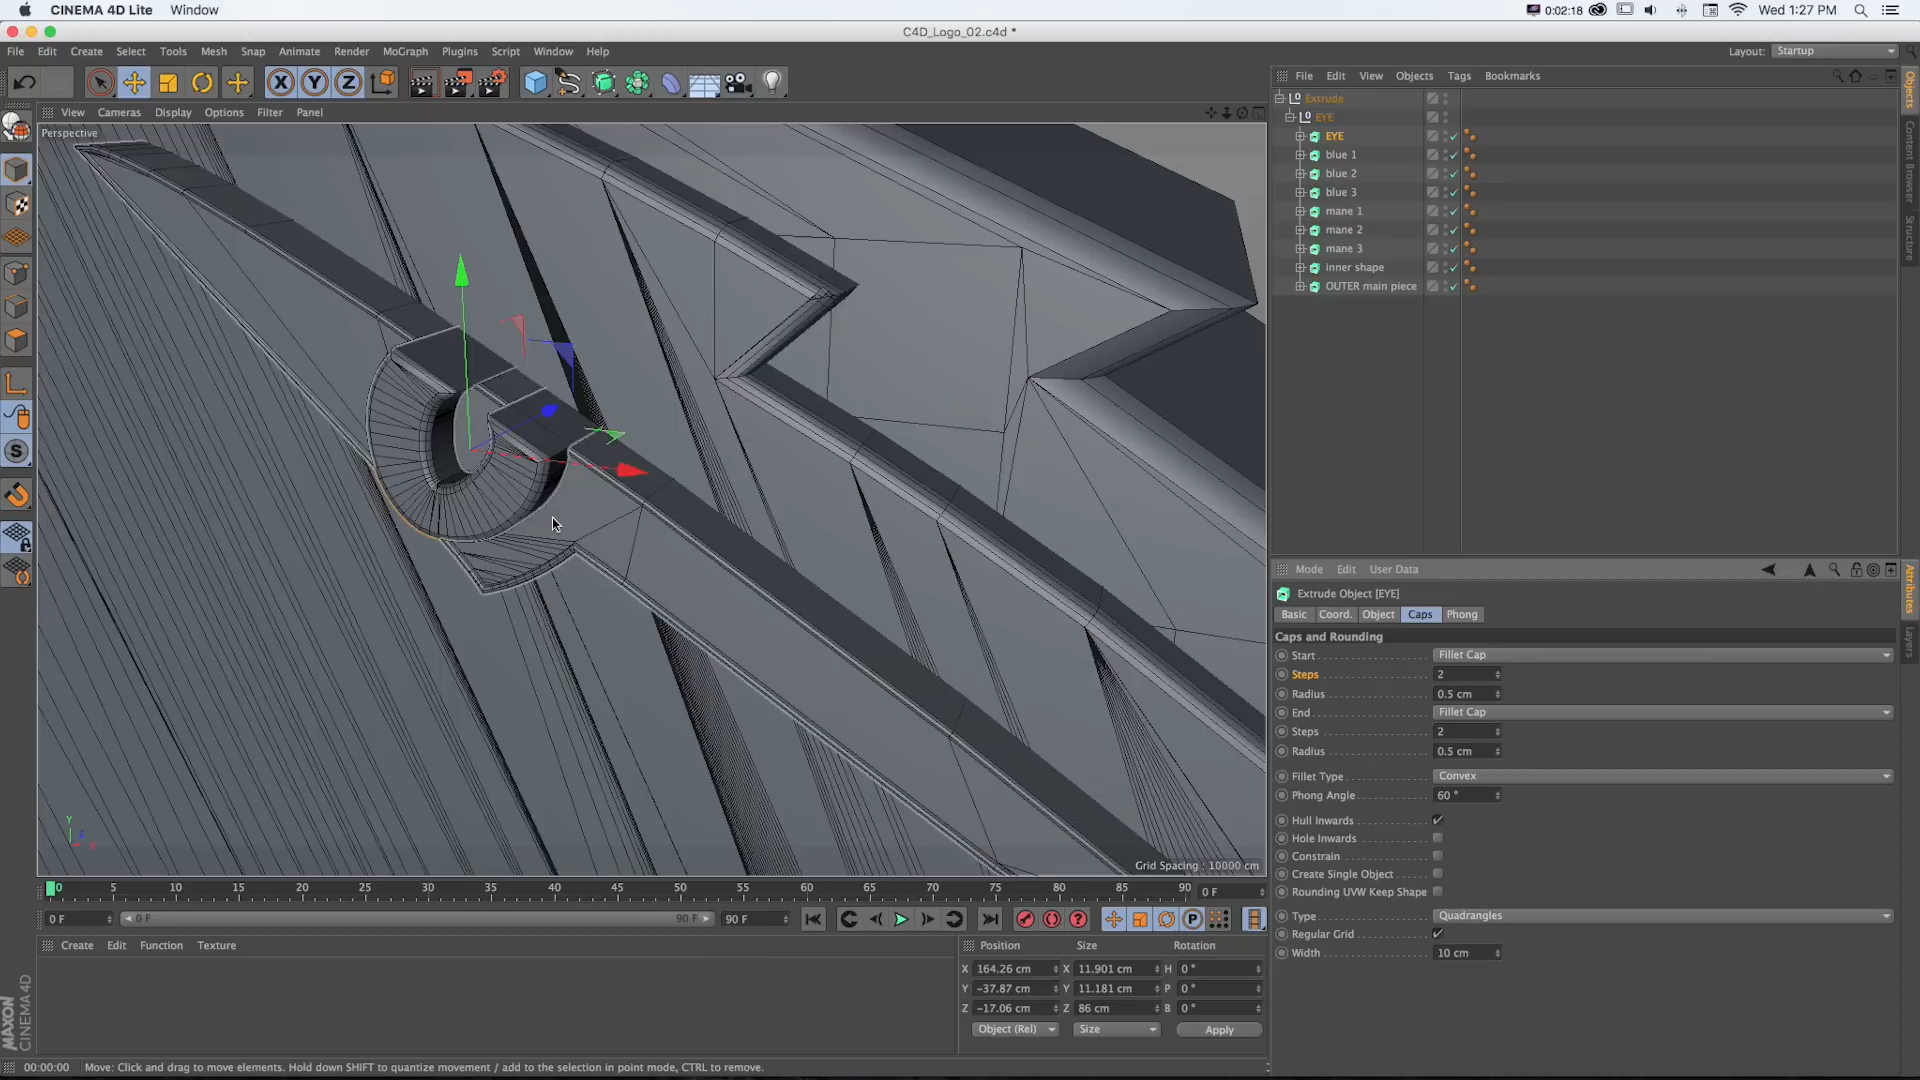 CINEMA 4D Lite Window 0:02:18 Wed 1:27 PM
C4D_Logo_02.c4d *
File Edit Create Select Tools Mesh Snap Animate Render MoGraph Plugins Script Window Help Layout: Startup
X Y Z
File Edit View Objects Tags Bookmarks
Extrude
EYE
EYE
blue 1
blue 2
blue 3
mane 1
mane 2
mane 3
inner shape
OUTER main piece
Objects
Content Browser
Structure
View Cameras Display Options Filter Panel
Perspective
Y
Z
X
Grid Spacing : 10000 cm
Mode Edit User Data
Attributes
Layers
Extrude Object [EYE]
Basic Coord. Object Caps Phong
Caps and Rounding
Start Fillet Cap
Steps 2
Radius 0.5 cm
End Fillet Cap
Steps 2
Radius 0.5 cm
Fillet Type Convex
Phong Angle 60 °
Hull Inwards
Hole Inwards
Constrain
Create Single Object
Rounding UVW Keep Shape
Type Quadrangles
Regular Grid
Width 10 cm
0 5 10 15 20 25 30 35 40 45 50 55 60 65 70 75 80 85 90 0 F
0 F 0 F 90 F 90 F
Create Edit Function Texture
Position Size Rotation
X 164.26 cm X 11.901 cm H 0 °
Y -37.87 cm Y 11.181 cm P 0 °
Z -17.06 cm Z 86 cm B 0 °
Object (Rel) Size Apply
MAXON
CINEMA 4D
00:00:00 Move: Click and drag to move elements. Hold down SHIFT to quantize movement / add to the selection in point mode, CTRL to remove.